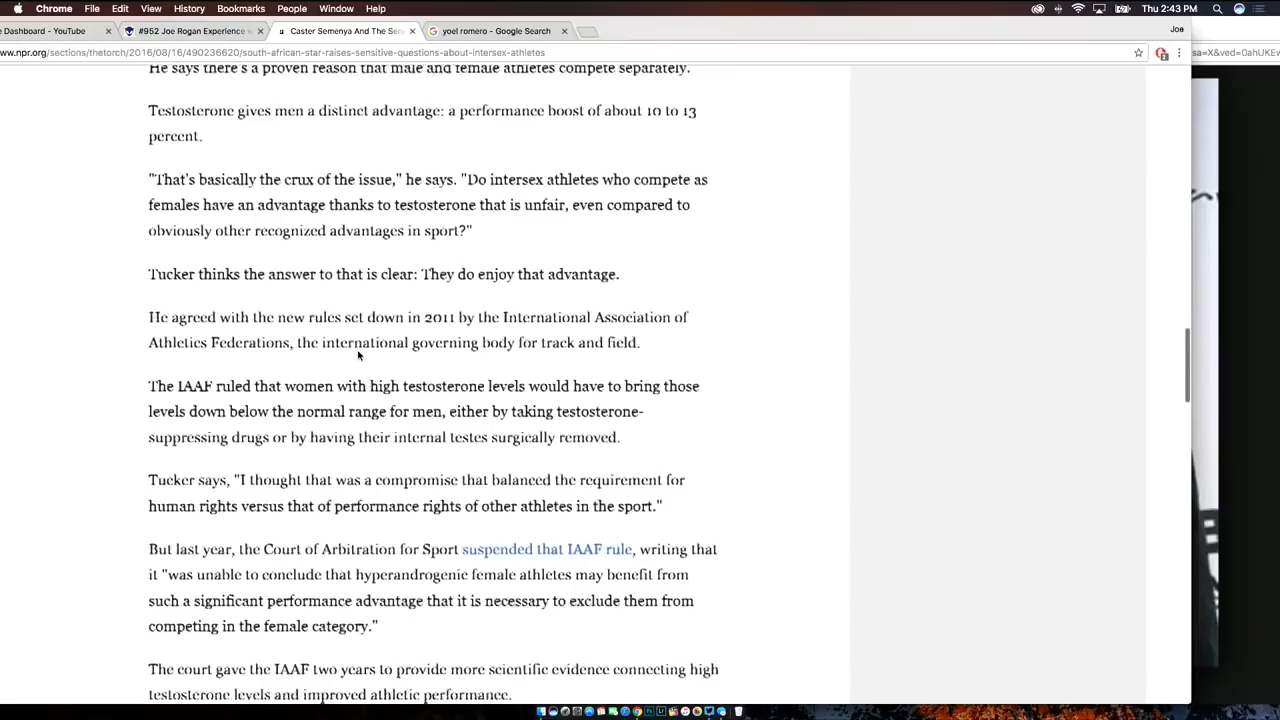 Chrome File Edit View History Bookmarks People Window Help Thu 2:43 PM
e Dashboard - YouTube #952 Joe Rogan Experience w Caster Semenya And The Sen yoel romero - Google Search Joe
ww.npr.org/sections/thetorch/2016/08/16/490236620/south-african-star-raises-sensitive-questions-about-intersex-athletes sa=X&ved=0ahUKEw
He says there's a proven reason that male and female athletes compete separately.
Testosterone gives men a distinct advantage: a performance boost of about 10 to 13
percent.
"That's basically the crux of the issue," he says. "Do intersex athletes who compete as
females have an advantage thanks to testosterone that is unfair, even compared to
obviously other recognized advantages in sport?"
Tucker thinks the answer to that is clear: They do enjoy that advantage.
He agreed with the new rules set down in 2011 by the International Association of
Athletics Federations, the international governing body for track and field.
The IAAF ruled that women with high testosterone levels would have to bring those
levels down below the normal range for men, either by taking testosterone-
suppressing drugs or by having their internal testes surgically removed.
Tucker says, "I thought that was a compromise that balanced the requirement for
human rights versus that of performance rights of other athletes in the sport."
But last year, the Court of Arbitration for Sport suspended that IAAF rule, writing that
it "was unable to conclude that hyperandrogenic female athletes may benefit from
such a significant performance advantage that it is necessary to exclude them from
competing in the female category."
The court gave the IAAF two years to provide more scientific evidence connecting high
testosterone levels and improved athletic performance.